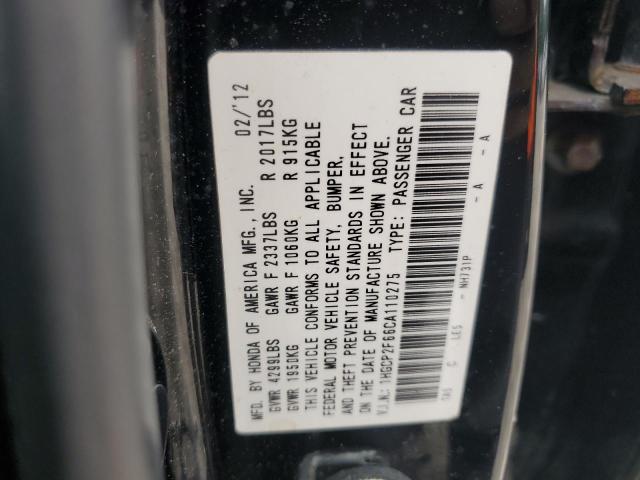 MFD. BY HONDA OF AMERICA MFG., INC. 02/'12
GVWR 4299LBS GAWR F 2337LBS R 2017LBS
GVWR 1950KG GAWR F 1060KG R 915KG
THIS VEHICLE CONFORMS TO ALL APPLICABLE
FEDERAL MOTOR VEHICLE SAFETY, BUMPER,
AND THEFT PREVENTION STANDARDS IN EFFECT
ON THE DATE OF MANUFACTURE SHOWN ABOVE.
V.I.N.: 1HGCP2F66CA110275 TYPE: PASSENGER CAR
C NH731P - A - A